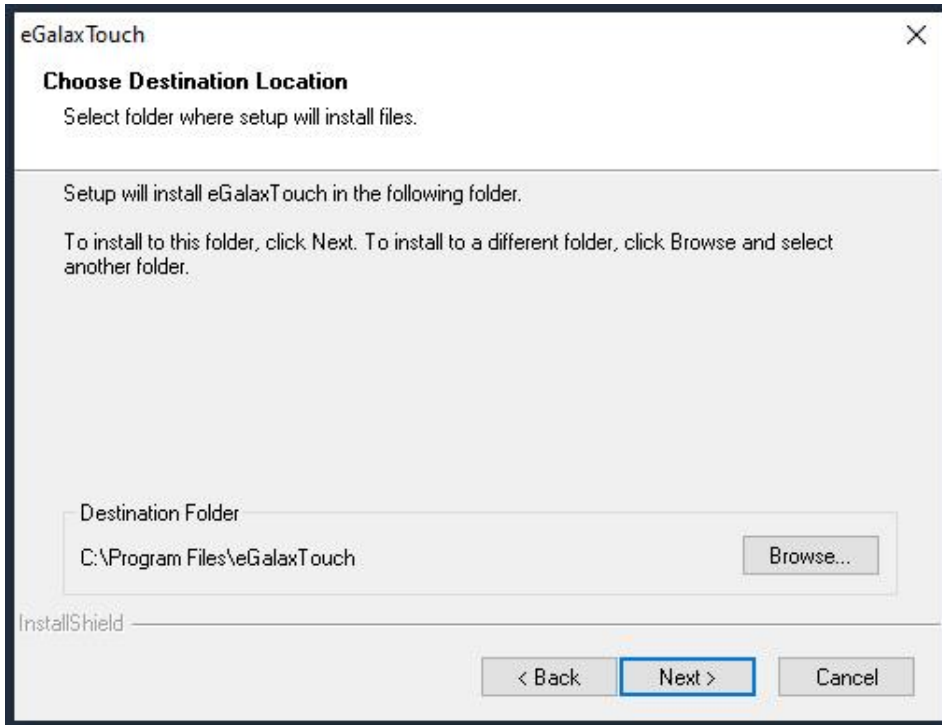 eGalaxTouch
Choose Destination Location
Select folder where setup will install files.
Setup will install eGalaxTouch in the following folder.
To install to this folder, click Next. To install to a different folder, click Browse and select
another folder.
Destination Folder
C:\Program Files\eGalaxTouch
Browse...
InstallShield
< Back
Next >
Cancel